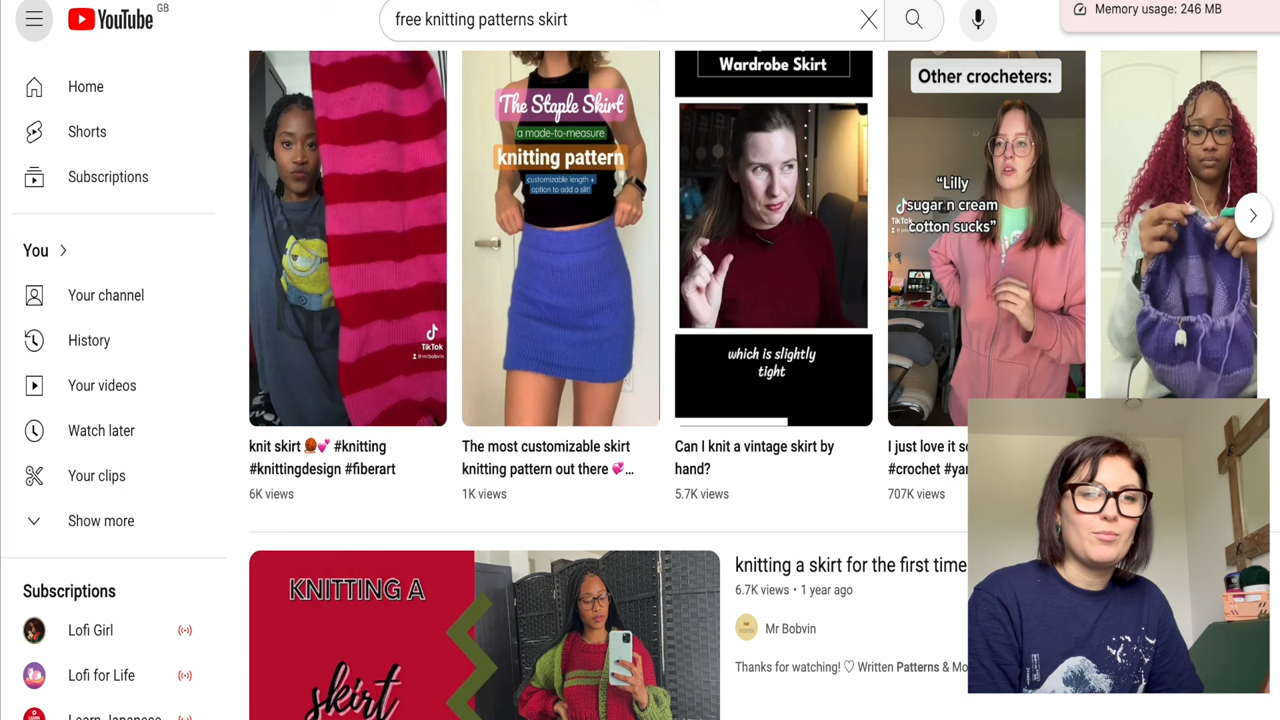 YouTube GB
free knitting patterns skirt
Memory usage: 246 MB
Home
Shorts
Subscriptions
You
Your channel
History
Your videos
Watch later
Your clips
Show more
Subscriptions
Lofi Girl
Lofi for Life
Learn Japanese
TikTok
@mrbobvin
knit skirt 🧶💕 #knitting
#knittingdesign #fiberart
6K views
The Staple Skirt
a made-to-measure
knitting pattern
customizable length +
option to add a slit!
The most customizable skirt
knitting pattern out there 💞...
1K views
Wardrobe Skirt
which is slightly
tight
Can I knit a vintage skirt by
hand?
5.7K views
Other crocheters:
“Lilly
sugar n cream
cotton sucks”
TikTok
I just love it so
#crochet
707K views
KNITTING A
skirt
knitting a skirt for the first time
6.7K views • 1 year ago
Mr Bobvin
Thanks for watching! ♡ Written Patterns & Mo